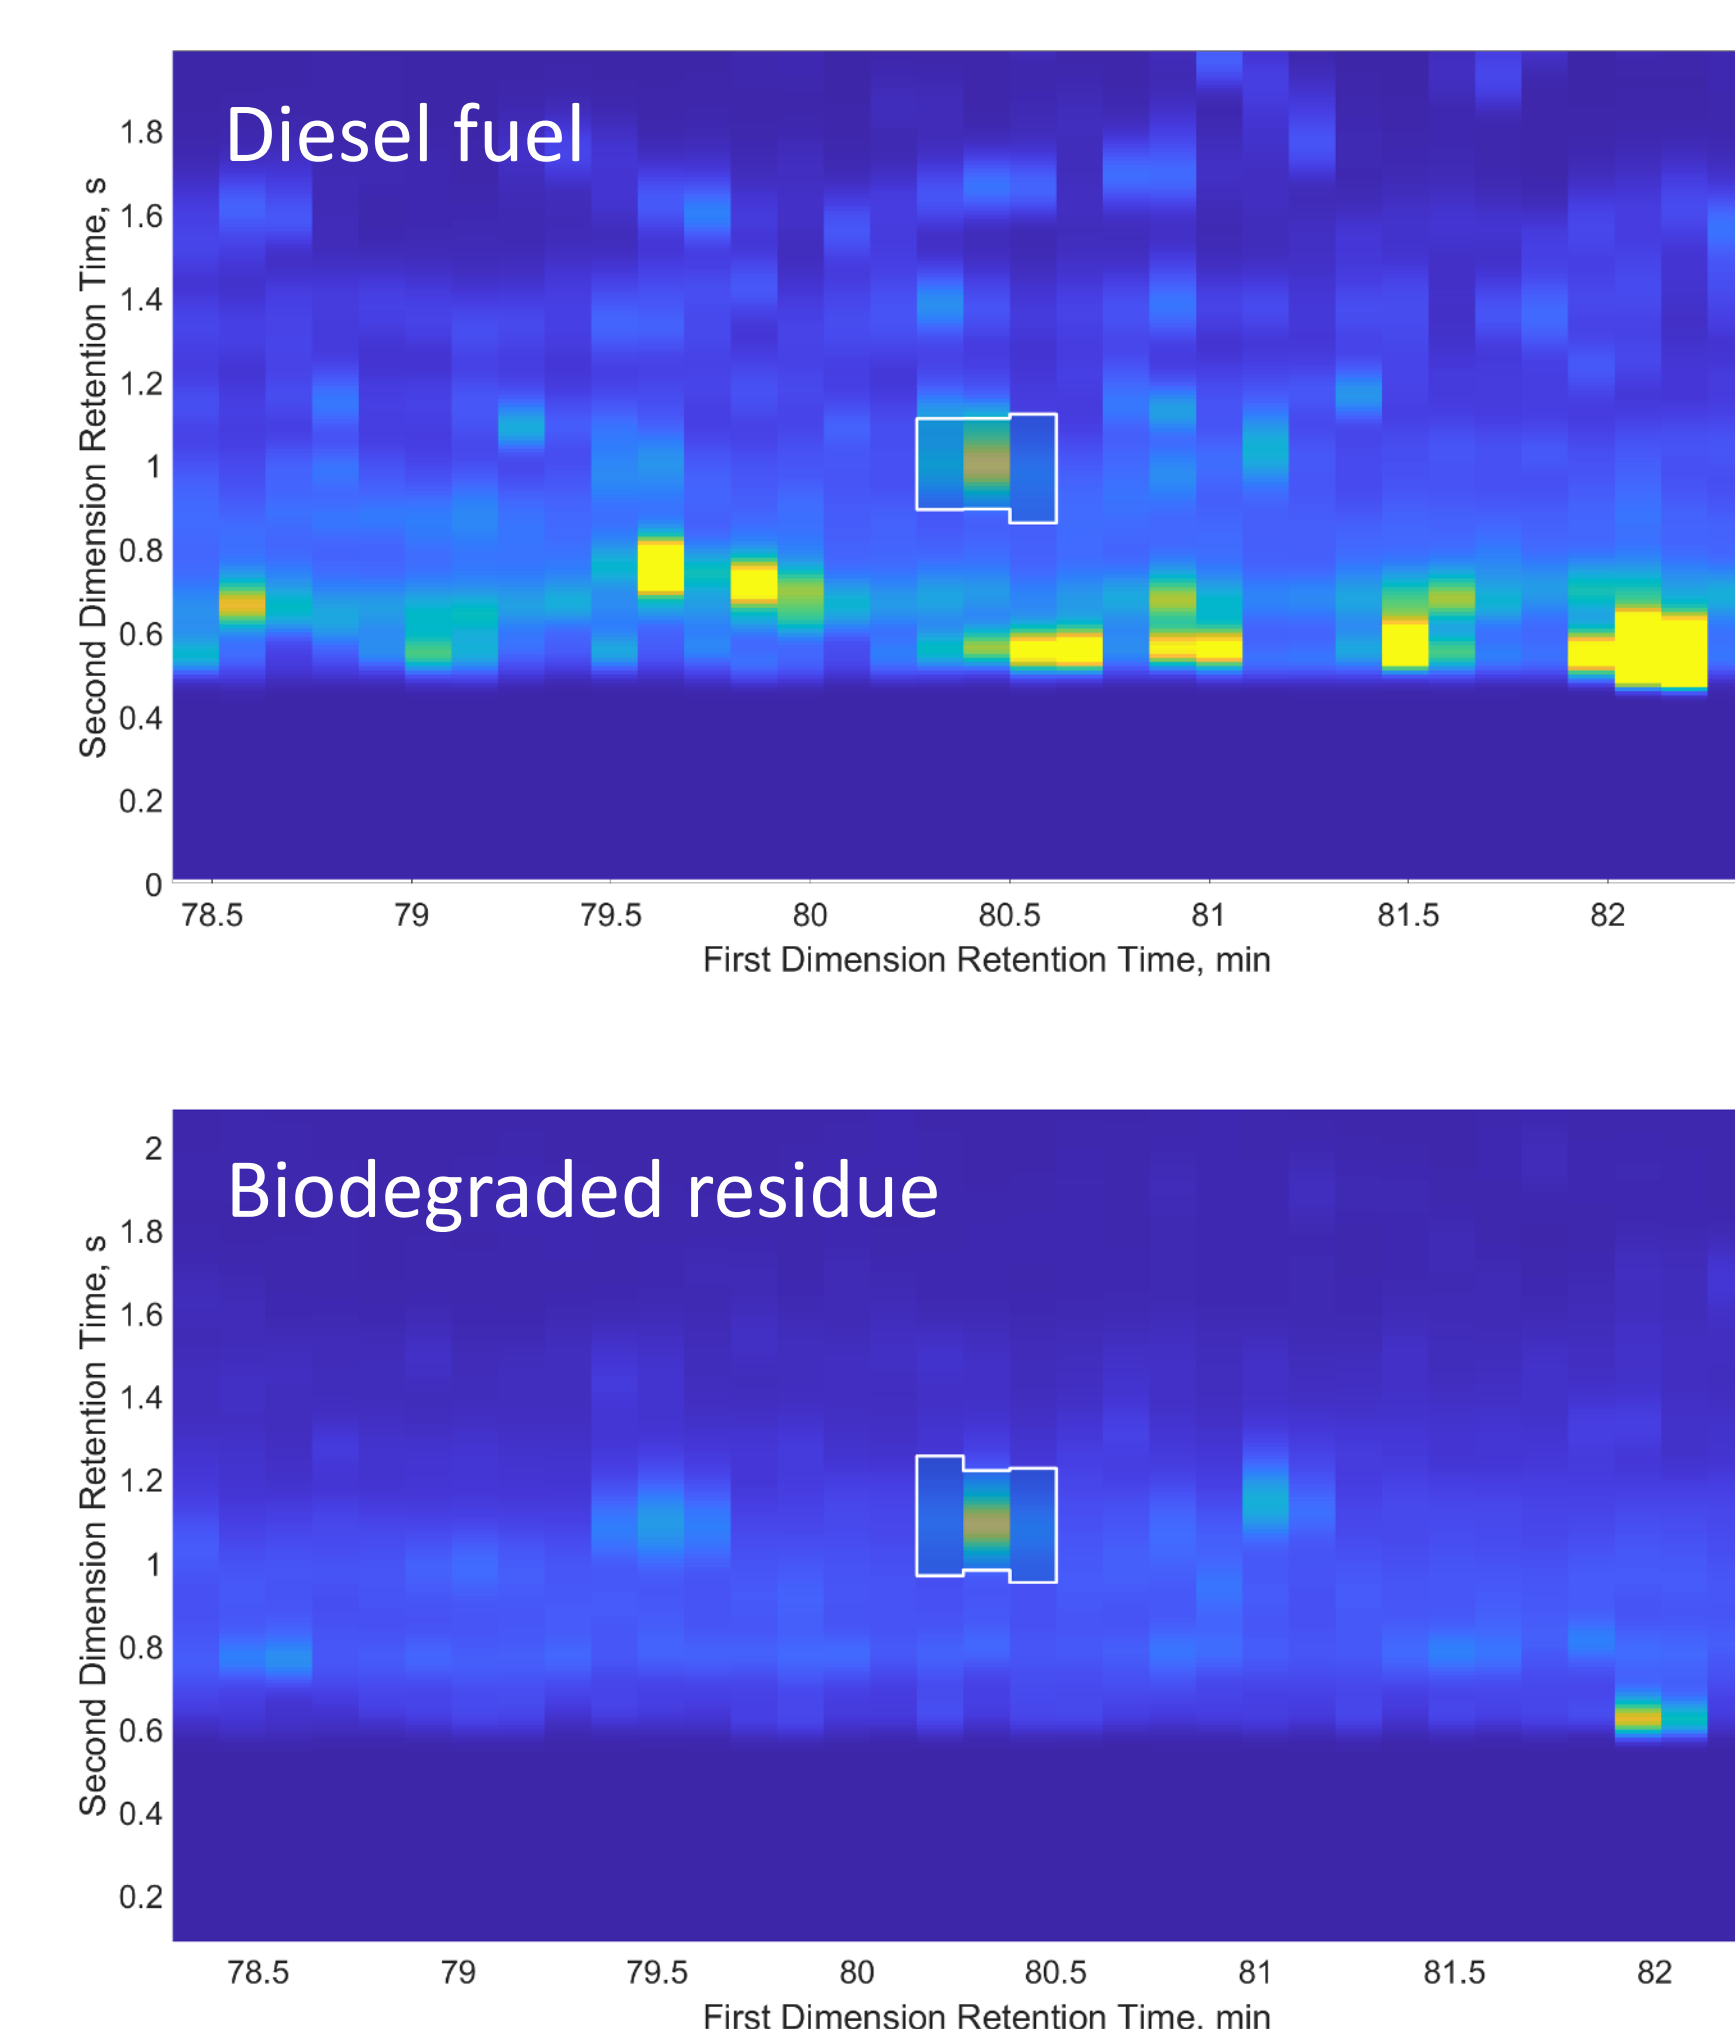 Diesel fuel
Second Dimension Retention Time, s
1.8
1.6
1.4
1.2
1
0.8
0.6
0.4
0.2
0
78.5 79 79.5 80 80.5 81 81.5 82
First Dimension Retention Time, min
Biodegraded residue
Second Dimension Retention Time, s
2
1.8
1.6
1.4
1.2
1
0.8
0.6
0.4
0.2
78.5 79 79.5 80 80.5 81 81.5 82
First Dimension Retention Time, min